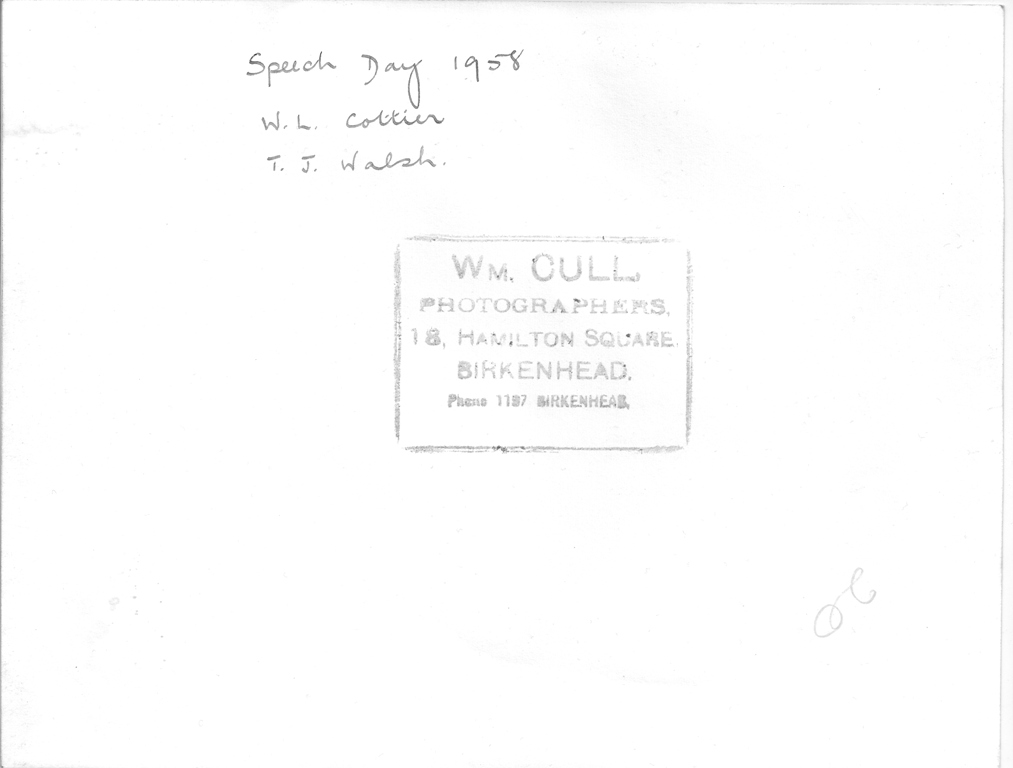 Speech Day 1958
W. L. Cottier
T. J. Walsh.
WM. CULL,
PHOTOGRAPHERS,
18, HAMILTON SQUARE.
BIRKENHEAD.
Phone 1197 BIRKENHEAD.